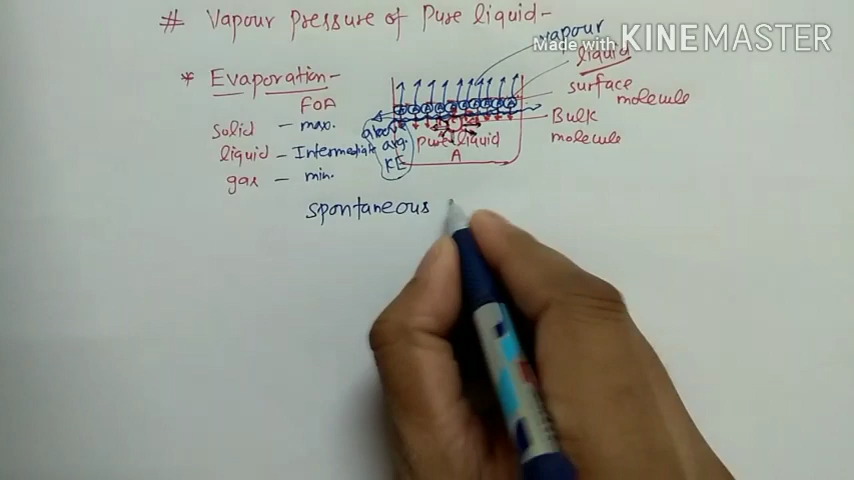 # Vapour Pressure of Pure liquid-
vapour
Made with KINEMASTER
liquid
* Evaporation-
surface molecule
FOA
solid - max.
Bulk molecule
above avg. KE
pure liquid
A
liquid - Intermediate
gas - min.
spontaneous